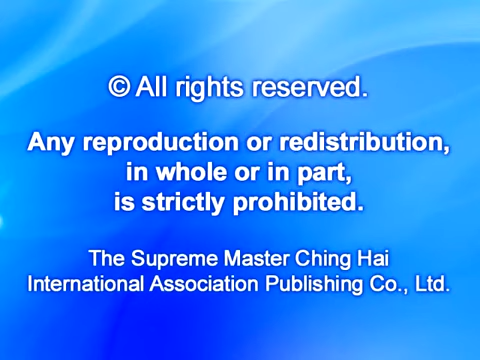 © All rights reserved.
Any reproduction or redistribution,
in whole or in part,
is strictly prohibited.
The Supreme Master Ching Hai
International Association Publishing Co., Ltd.